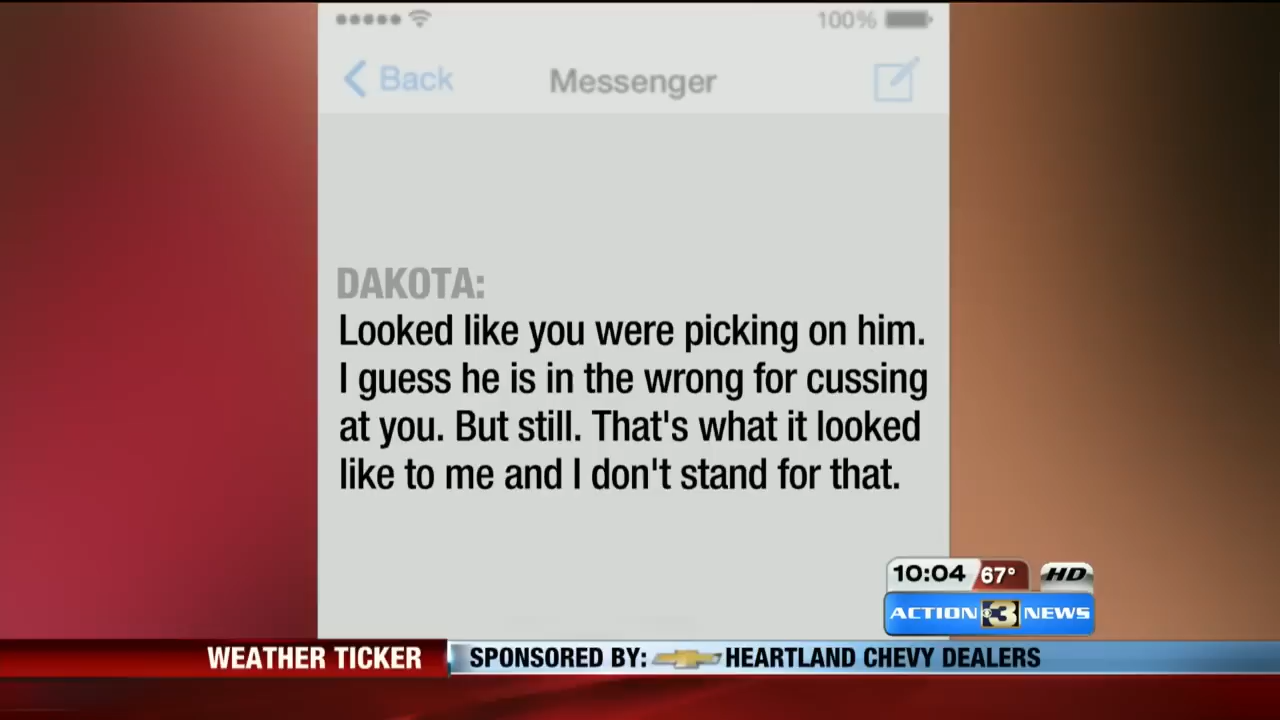 100%
Back
Messenger
DAKOTA:
Looked like you were picking on him.
I guess he is in the wrong for cussing
at you. But still. That's what it looked
like to me and I don't stand for that.
10:04 67° HD
ACTION 3 NEWS
WEATHER TICKER
SPONSORED BY: HEARTLAND CHEVY DEALERS